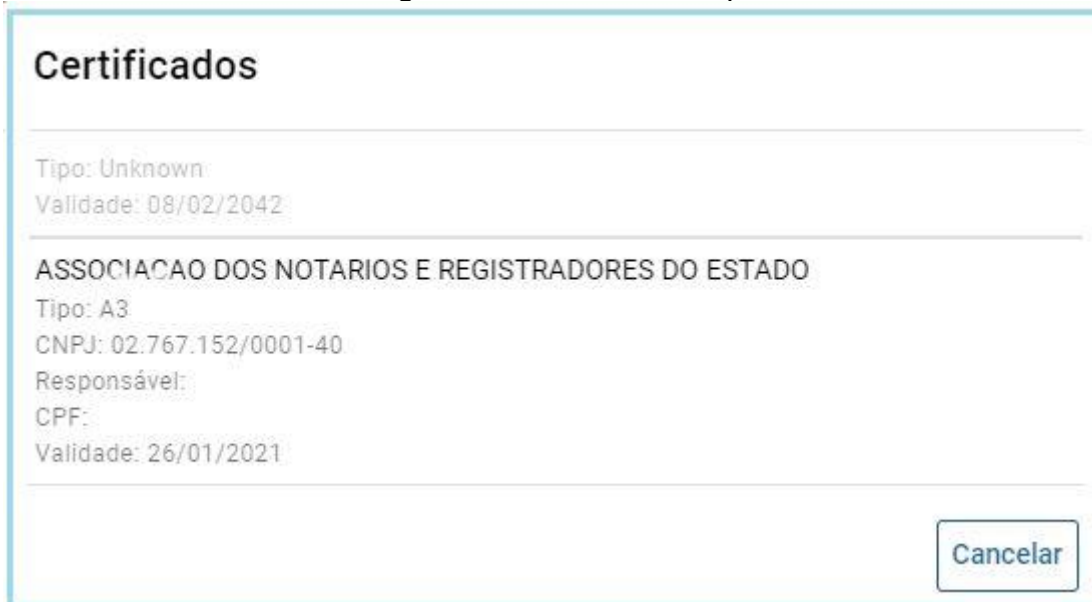 Certificados
Tipo: Unknown
Validade: 08/02/2042
ASSOCIACAO DOS NOTARIOS E REGISTRADORES DO ESTADO
Tipo: A3
CNPJ: 02.767.152/0001-40
Responsável:
CPF:
Validade: 26/01/2021
Cancelar